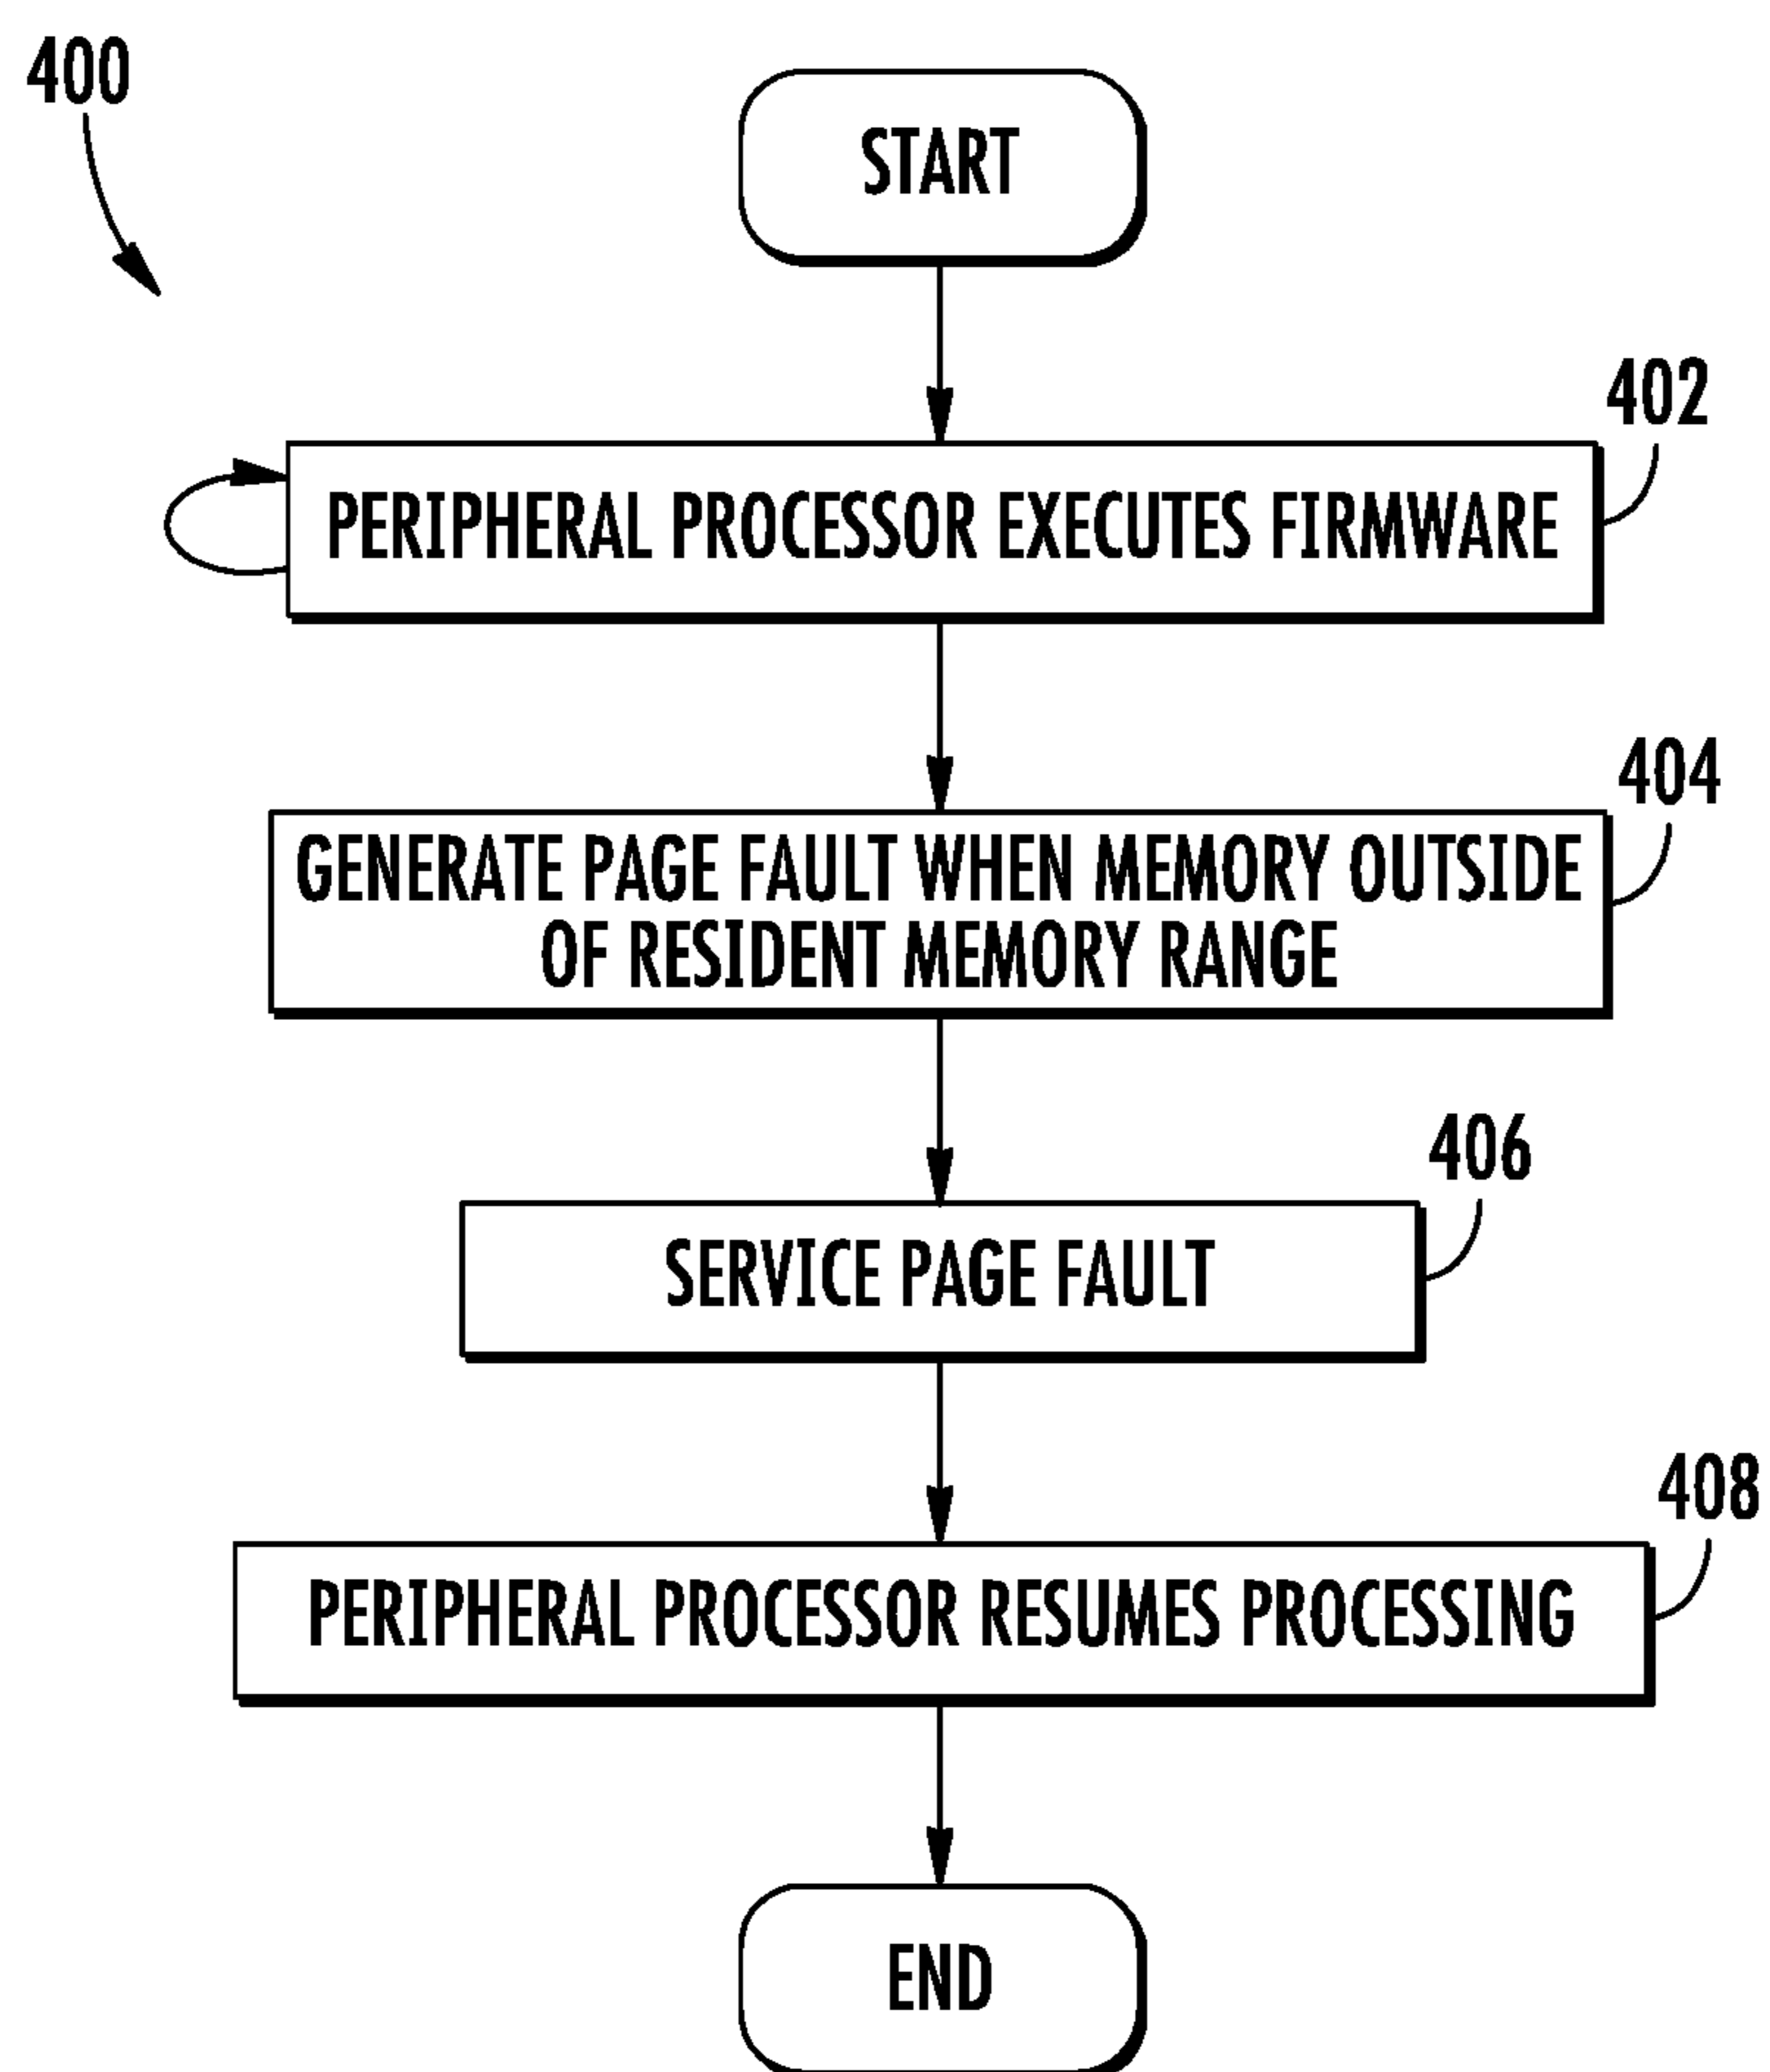 400
START
402
PERIPHERAL PROCESSOR EXECUTES FIRMWARE
404
GENERATE PAGE FAULT WHEN MEMORY OUTSIDE
OF RESIDENT MEMORY RANGE
406
SERVICE PAGE FAULT
408
PERIPHERAL PROCESSOR RESUMES PROCESSING
END